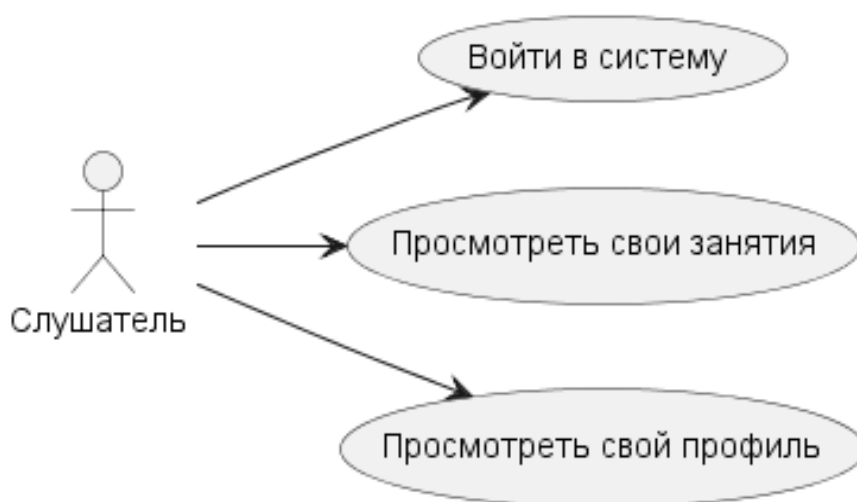 Войти в систему
Просмотреть свои занятия
Слушатель
Просмотреть свой профиль